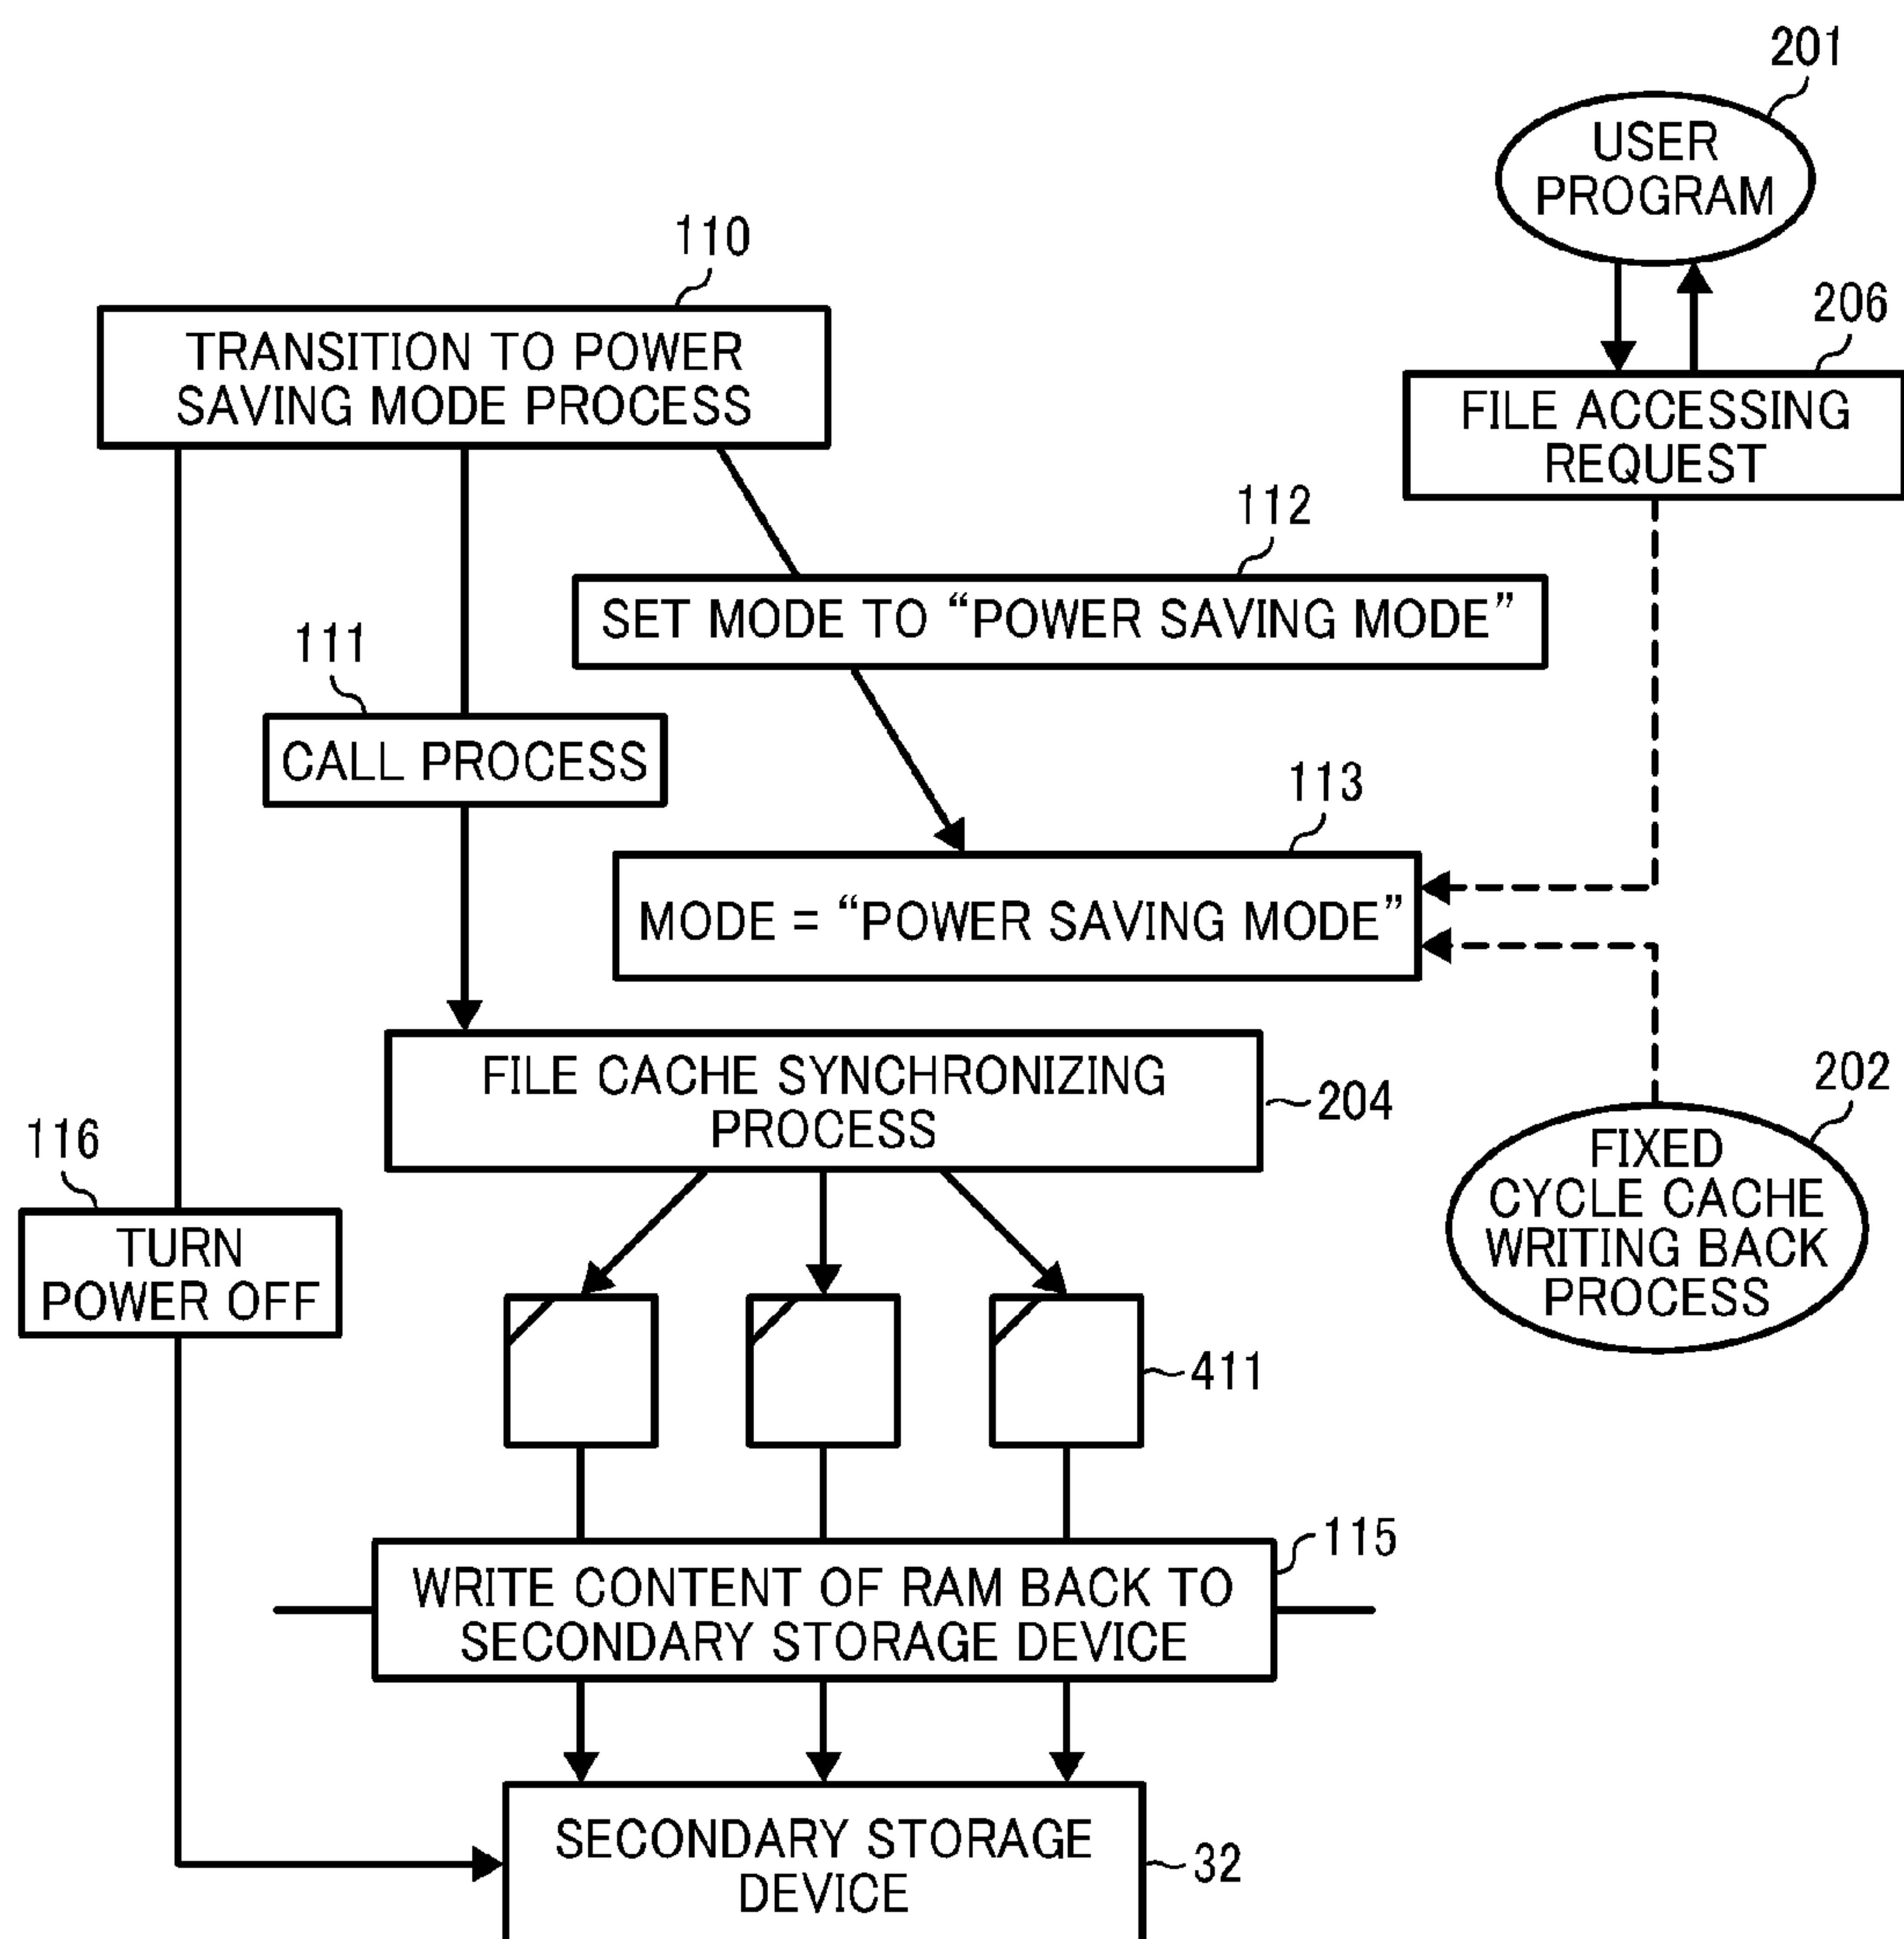 201
USER
PROGRAM
110
206
TRANSITION TO POWER
SAVING MODE PROCESS
FILE ACCESSING
REQUEST
112
SET MODE TO “POWER SAVING MODE”
111
CALL PROCESS
113
MODE = “POWER SAVING MODE”
FILE CACHE SYNCHRONIZING
PROCESS
204
202
FIXED
CYCLE CACHE
WRITING BACK
PROCESS
116
TURN
POWER OFF
411
115
WRITE CONTENT OF RAM BACK TO
SECONDARY STORAGE DEVICE
SECONDARY STORAGE
DEVICE
32